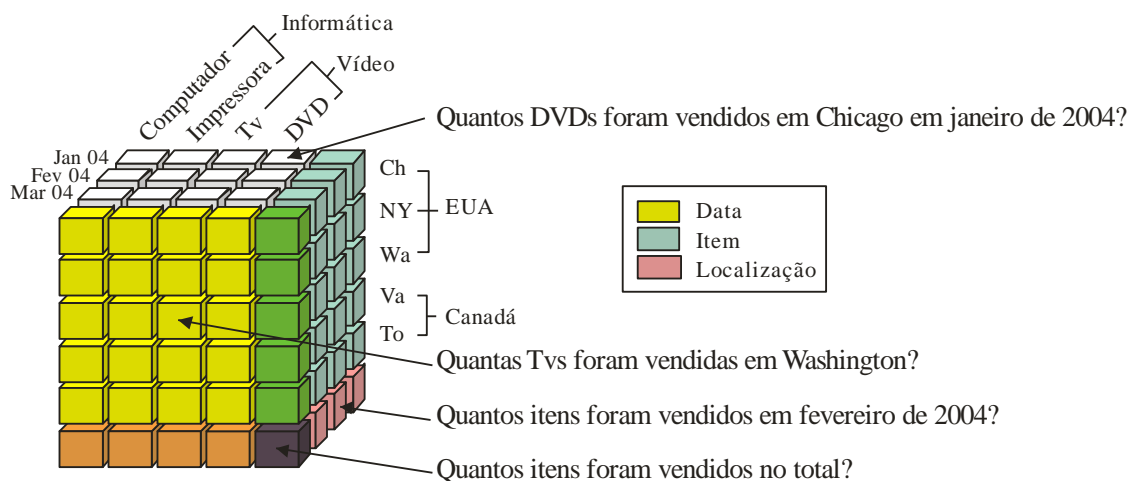 Informática
Computador
Impressora
Vídeo
Tv
DVD
Quantos DVDs foram vendidos em Chicago em janeiro de 2004?
Jan 04
Fev 04
Mar 04
Ch
NY
EUA
Wa
Va
Canadá
To
Data
Item
Localização
Quantas Tvs foram vendidas em Washington?
Quantos itens foram vendidos em fevereiro de 2004?
Quantos itens foram vendidos no total?